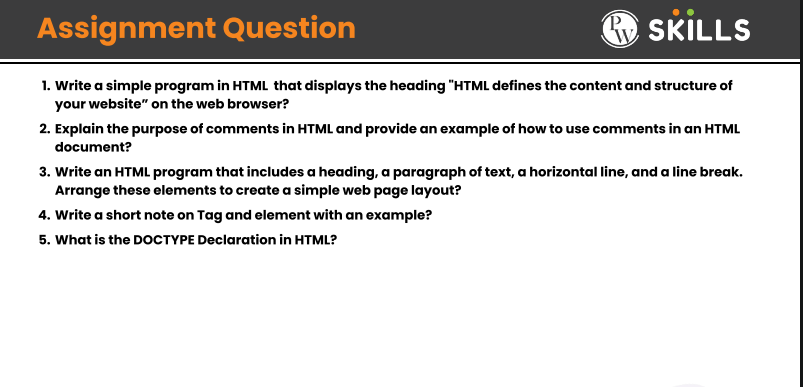 Assignment Question
PW SKILLS
1. Write a simple program in HTML that displays the heading "HTML defines the content and structure of
your website” on the web browser?
2. Explain the purpose of comments in HTML and provide an example of how to use comments in an HTML
document?
3. Write an HTML program that includes a heading, a paragraph of text, a horizontal line, and a line break.
Arrange these elements to create a simple web page layout?
4. Write a short note on Tag and element with an example?
5. What is the DOCTYPE Declaration in HTML?